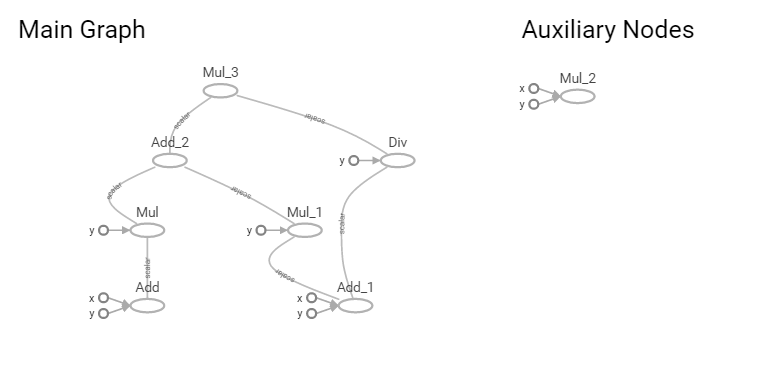 Main Graph
Auxiliary Nodes
Mul_3
Mul_2
x
y
scalar
scalar
Add_2
Div
y
scalar
scalar
scalar
Mul
Mul_1
y
y
scalar
scalar
Add
Add_1
x
y
x
y